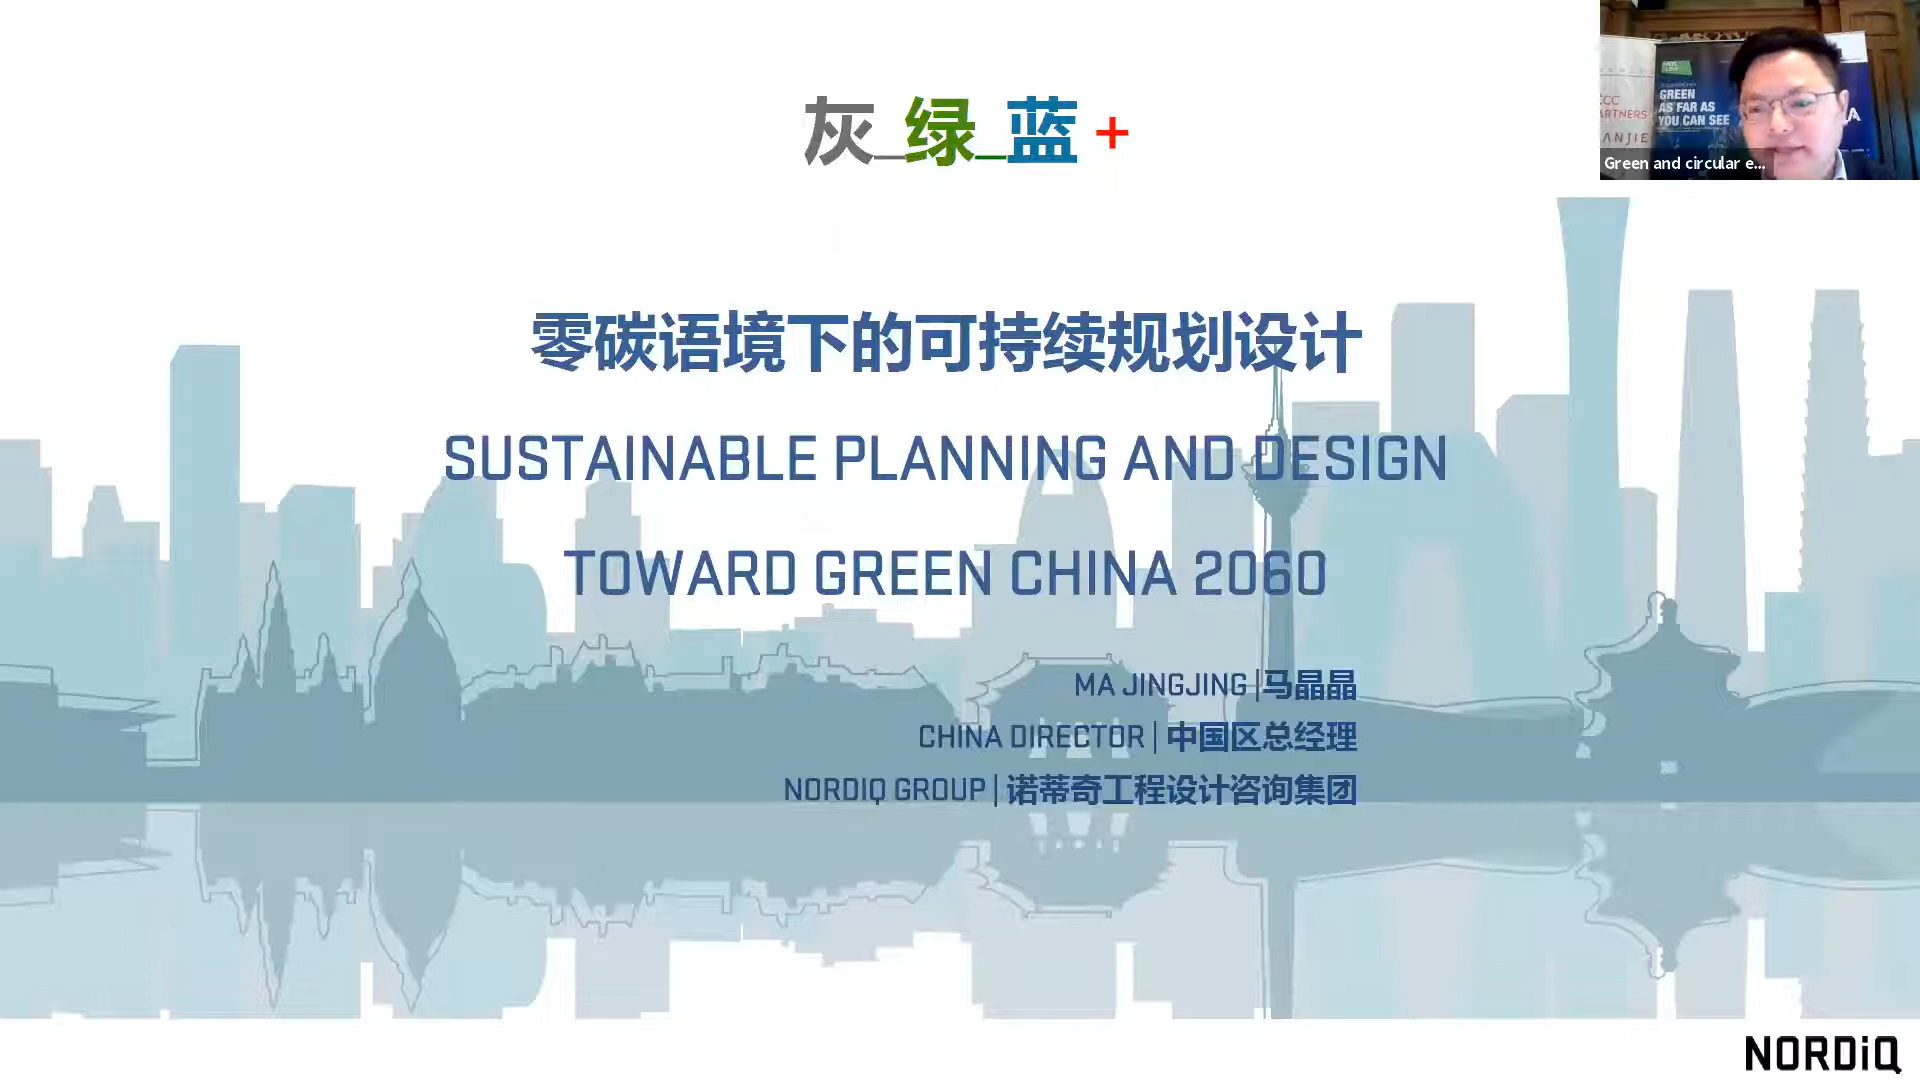 灰_绿_蓝+
零碳语境下的可持续规划设计
SUSTAINABLE PLANNING AND DESIGN
TOWARD GREEN CHINA 2060
MA JINGJING|马晶晶
CHINA DIRECTOR|中国区总经理
NORDIQ GROUP|诺蒂奇工程设计咨询集团
NORDiQ
GREEN
AS FAR AS
YOU CAN SEE
ARTNERS
ANJIE
Green and circular e...